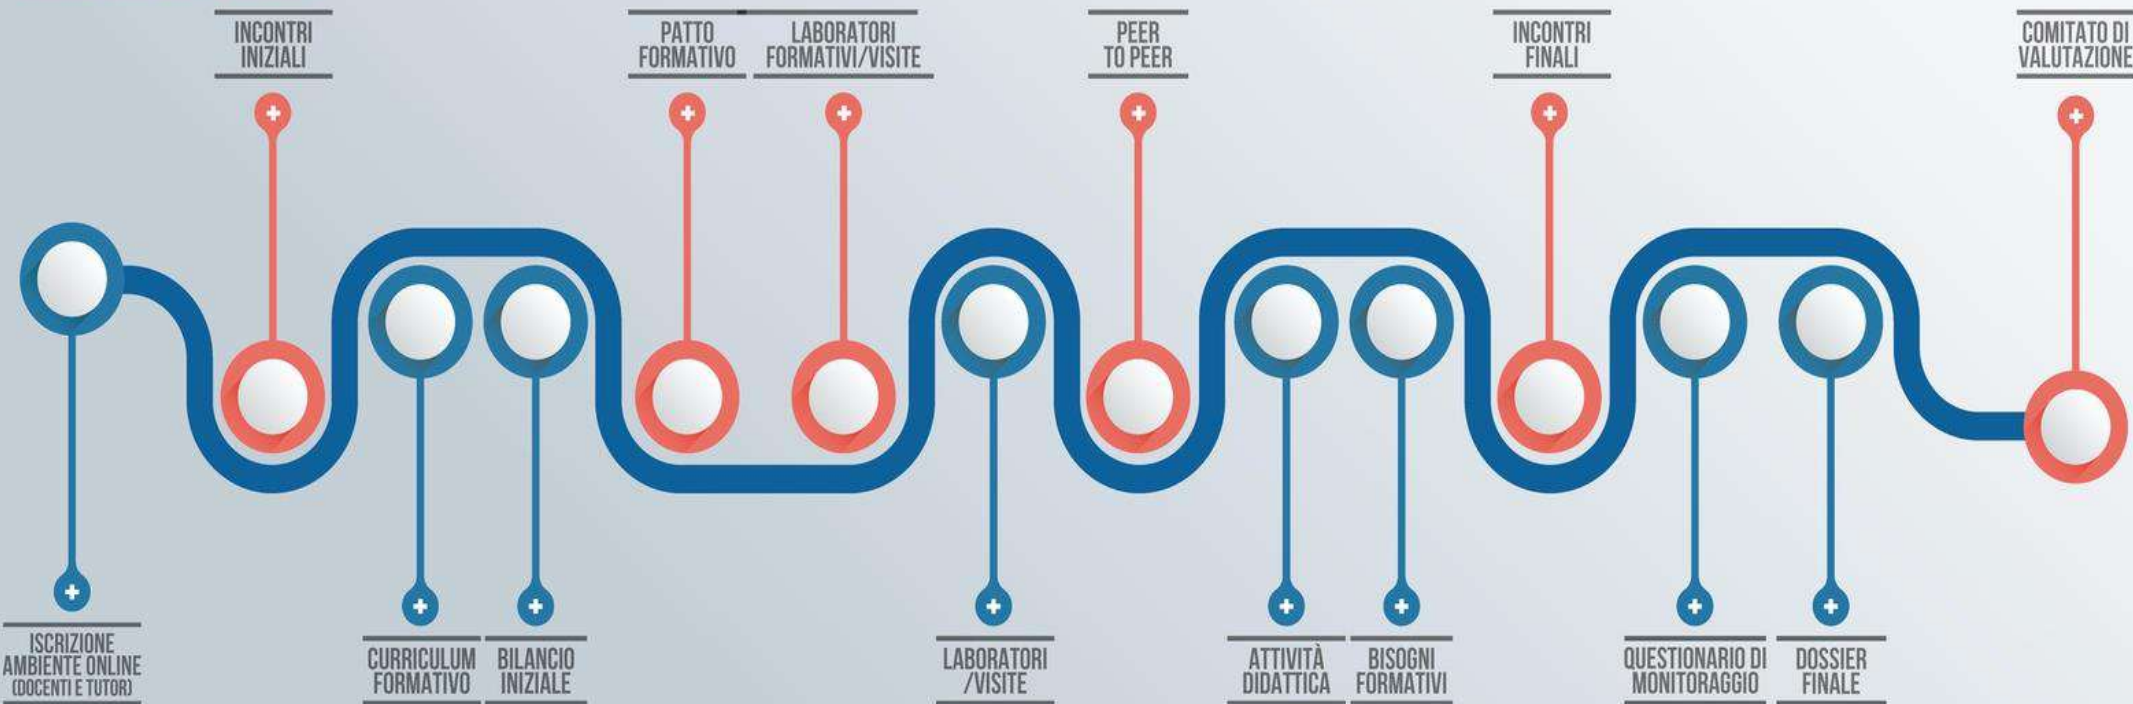 INCONTRI
INIZIALI
PATTO
FORMATIVO
LABORATORI
FORMATIVI/VISITE
PEER
TO PEER
INCONTRI
FINALI
COMITATO DI
VALUTAZIONE
ISCRIZIONE
AMBIENTE ONLINE
(DOCENTI E TUTOR)
CURRICULUM
FORMATIVO
BILANCIO
INIZIALE
LABORATORI
/VISITE
ATTIVITÀ
DIDATTICA
BISOGNI
FORMATIVI
QUESTIONARIO DI
MONITORAGGIO
DOSSIER
FINALE